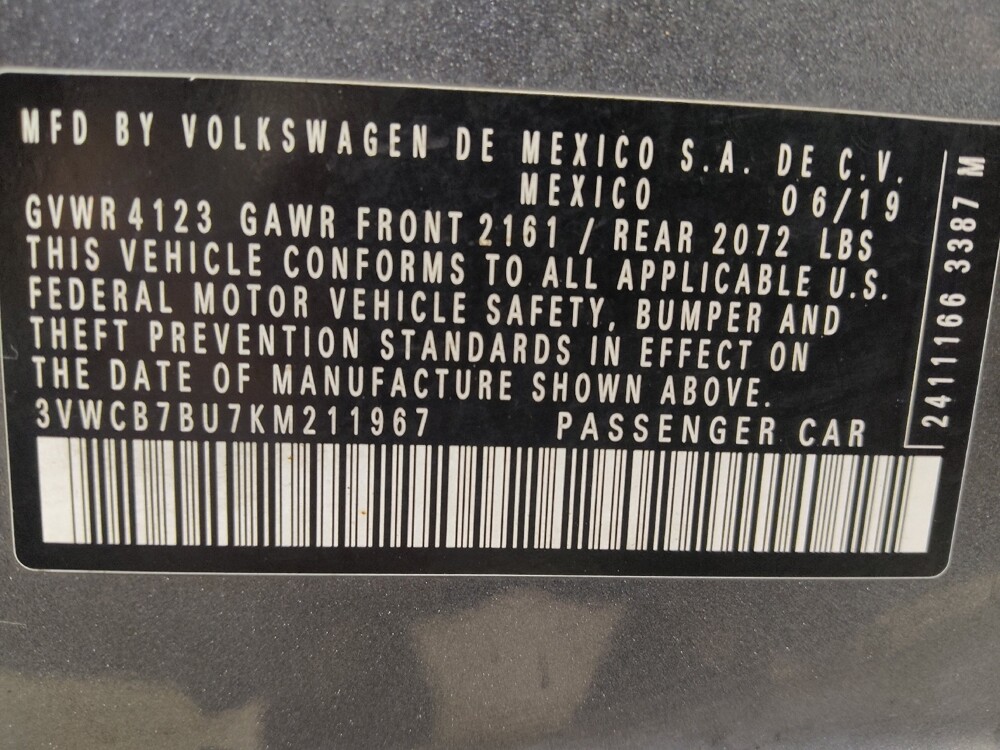 MFD BY VOLKSWAGEN DE MEXICO S.A. DE C.V.
MEXICO 06/19
GVWR 4123 GAWR FRONT 2161 / REAR 2072 LBS
THIS VEHICLE CONFORMS TO ALL APPLICABLE U.S.
FEDERAL MOTOR VEHICLE SAFETY, BUMPER AND
THEFT PREVENTION STANDARDS IN EFFECT ON
THE DATE OF MANUFACTURE SHOWN ABOVE.
3VWCB7BU7KM211967 PASSENGER CAR
2411166 3387 M